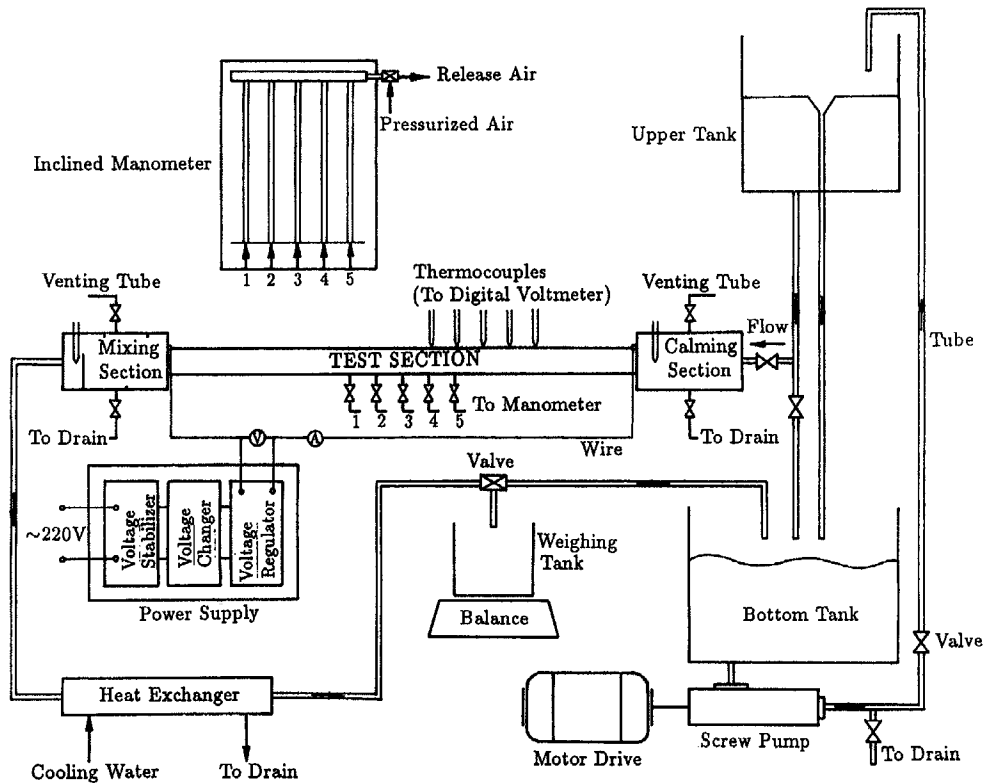 Release Air
Pressurized Air
Inclined Manometer
1 2 3 4 5
Upper Tank
Venting Tube
Thermocouples
(To Digital Voltmeter)
Venting Tube
Flow
Tube
Mixing
Section
TEST SECTION
Calming
Section
To Manometer
1 2 3 4 5
To Drain
To Drain
V
A
Wire
Valve
~220V
Voltage
Stabilizer
Voltage
Changer
Voltage
Regulator
Power Supply
Weighing
Tank
Balance
Bottom Tank
Valve
Heat Exchanger
Motor Drive
Screw Pump
To Drain
Cooling Water
To Drain